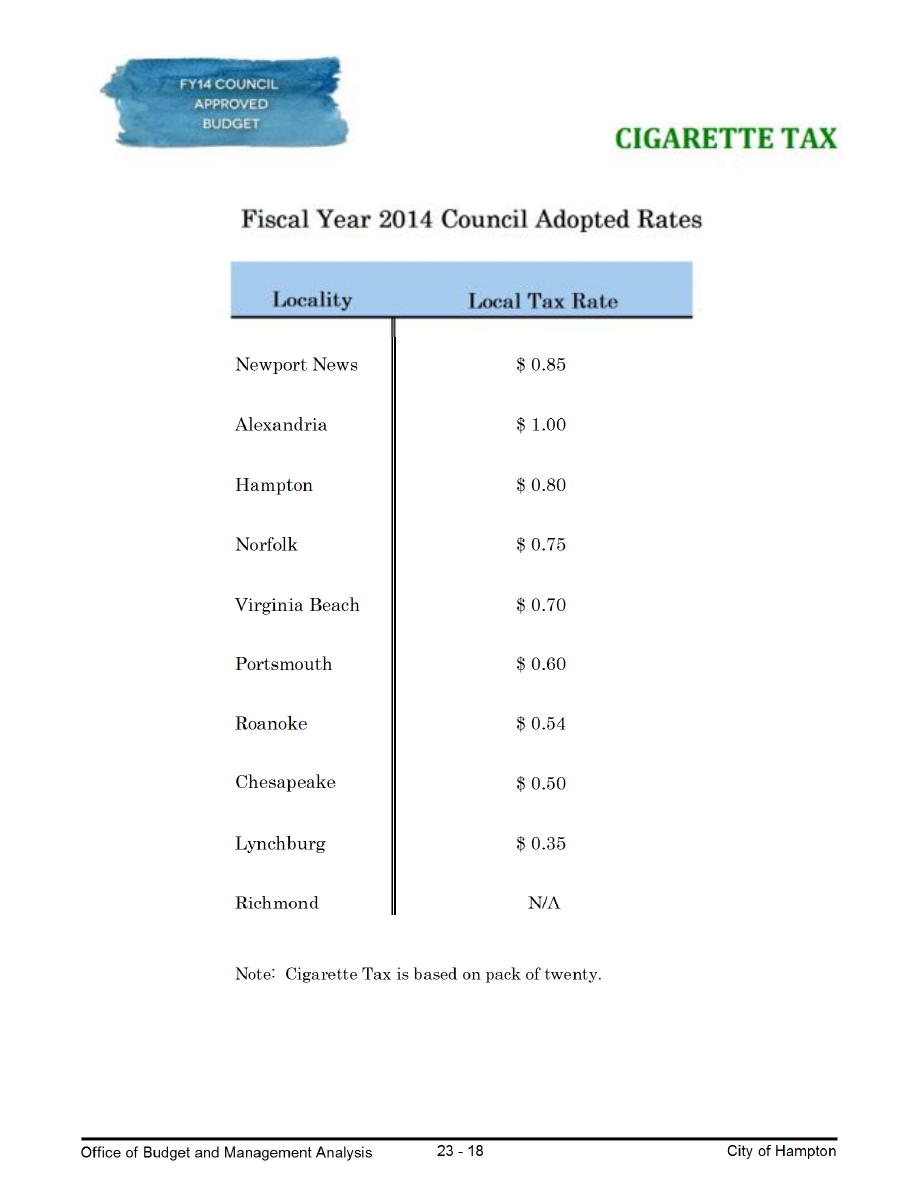 FY14 COUNCIL
APPROVED
BUDGET
CIGARETTE TAX
Fiscal Year 2014 Council Adopted Rates
Locality Local Tax Rate
Newport News $ 0.85
Alexandria $ 1.00
Hampton $ 0.80
Norfolk $ 0.75
Virginia Beach $ 0.70
Portsmouth $ 0.60
Roanoke $ 0.54
Chesapeake $ 0.50
Lynchburg $ 0.35
Richmond N/A
Note: Cigarette Tax is based on pack of twenty.
Office of Budget and Management Analysis 23 - 18 City of Hampton